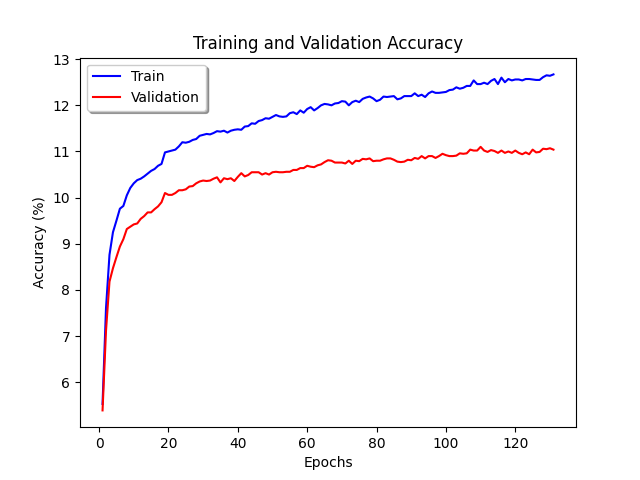 Training and Validation Accuracy
Train
Validation
Accuracy (%)
13
12
11
10
9
8
7
6
0 20 40 60 80 100 120
Epochs